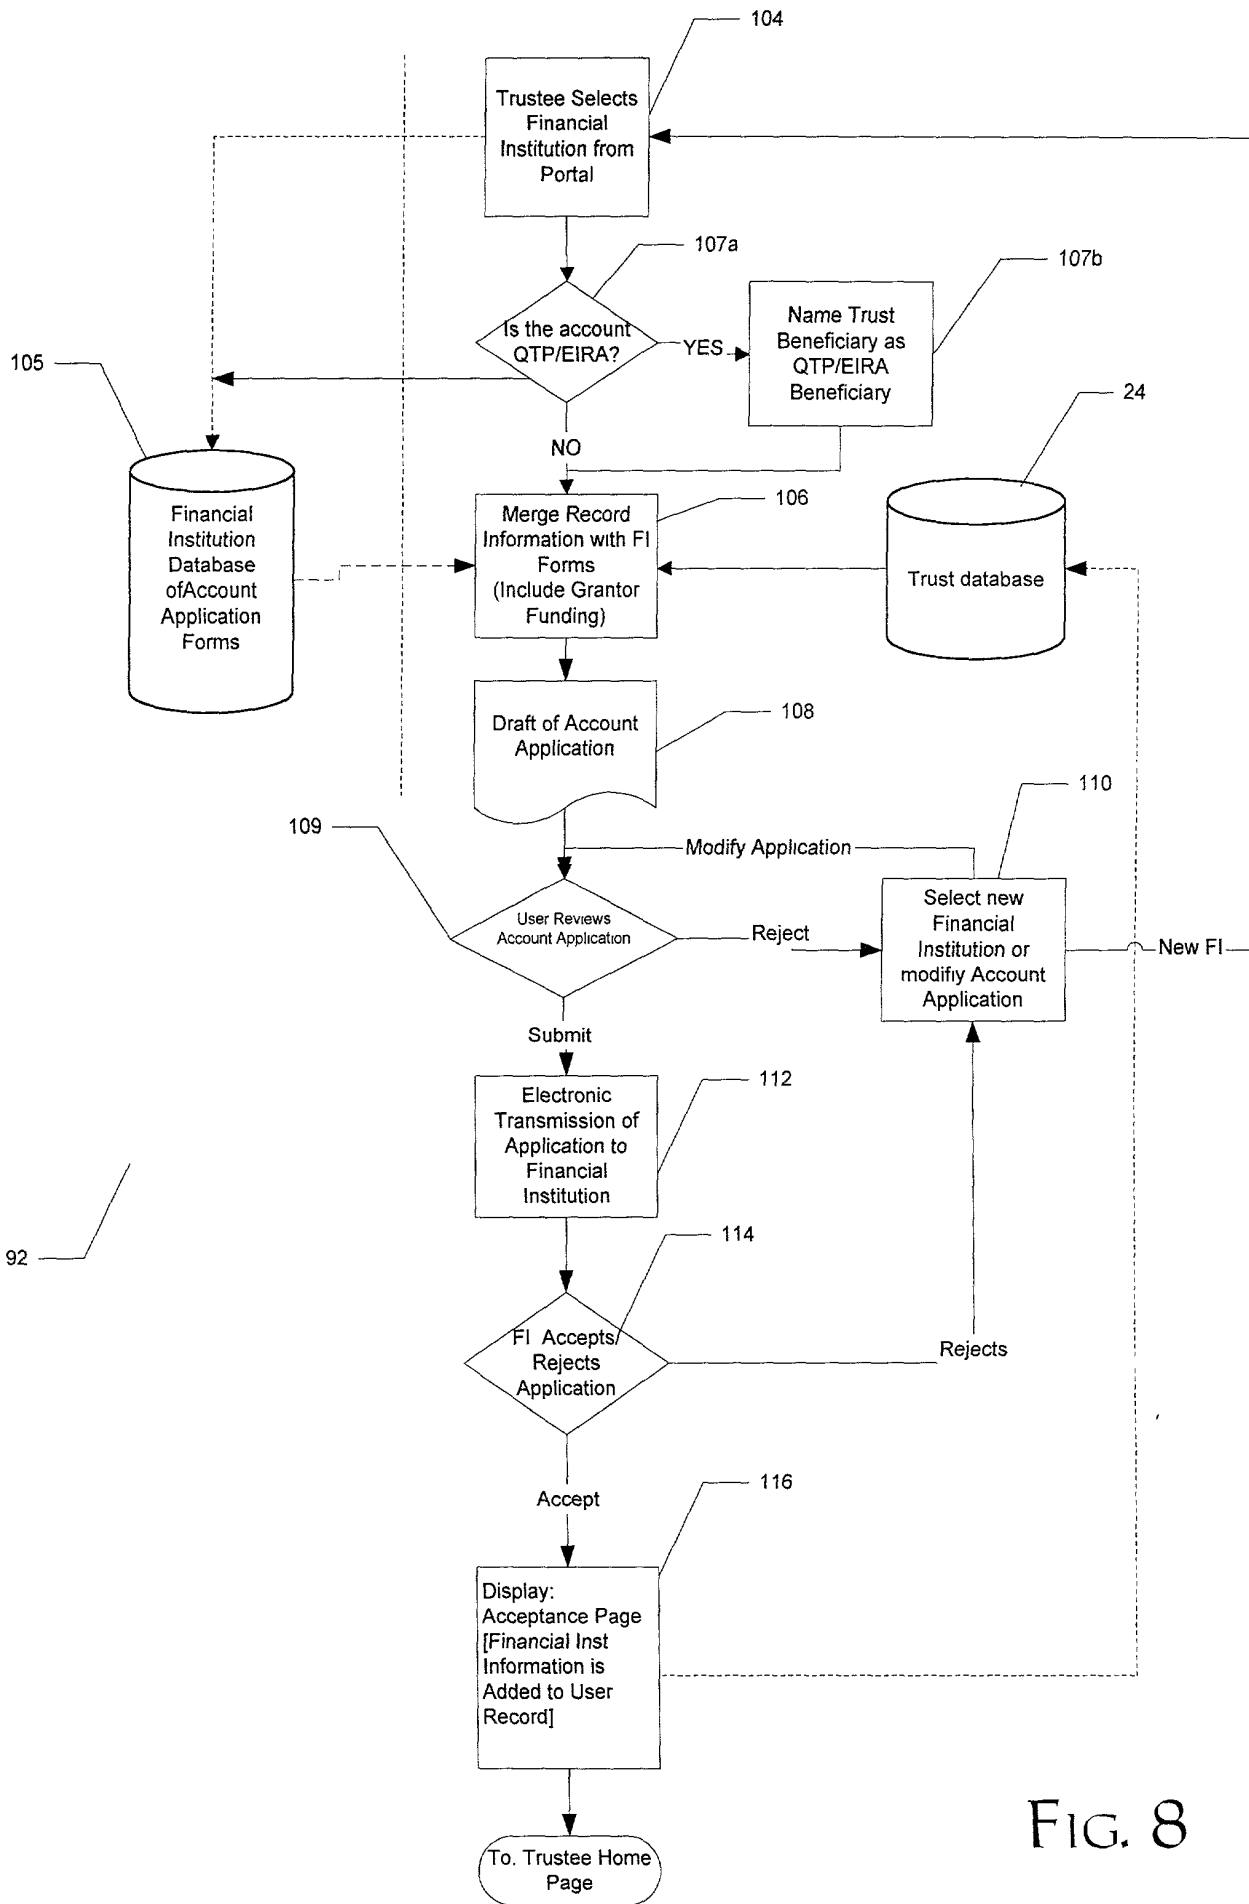 104
Trustee Selects
Financial
Institution from
Portal
107a
107b
Is the account
QTP/EIRA?
YES
Name Trust
Beneficiary as
QTP/EIRA
Beneficiary
105
24
NO
Financial
Institution
Database
ofAccount
Application
Forms
106
Merge Record
Information with FI
Forms
(Include Grantor
Funding)
Trust database
108
Draft of Account
Application
110
109
Modify Application
User Reviews
Account Application
Reject
Select new
Financial
Institution or
modifiy Account
Application
New FI
Submit
112
Electronic
Transmission of
Application to
Financial
Institution
92
114
FI Accepts/
Rejects
Application
Rejects
Accept
116
Display:
Acceptance Page
[Financial Inst
Information is
Added to User
Record]
To. Trustee Home
Page
FIG. 8